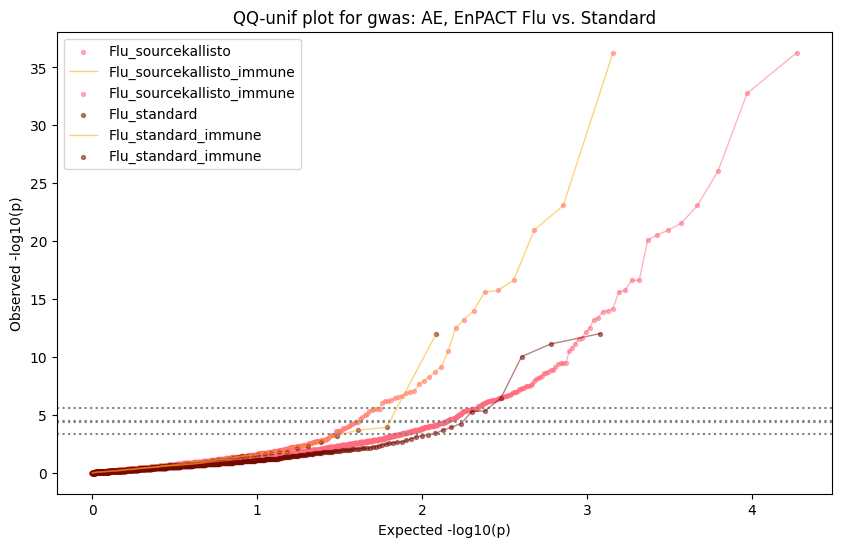 QQ-unif plot for gwas: AE, EnPACT Flu vs. Standard
Flu_sourcekallisto
Flu_sourcekallisto_immune
Flu_sourcekallisto_immune
Flu_standard
Flu_standard_immune
Flu_standard_immune
Observed -log10(p)
35
30
25
20
15
10
5
0
0 1 2 3 4
Expected -log10(p)